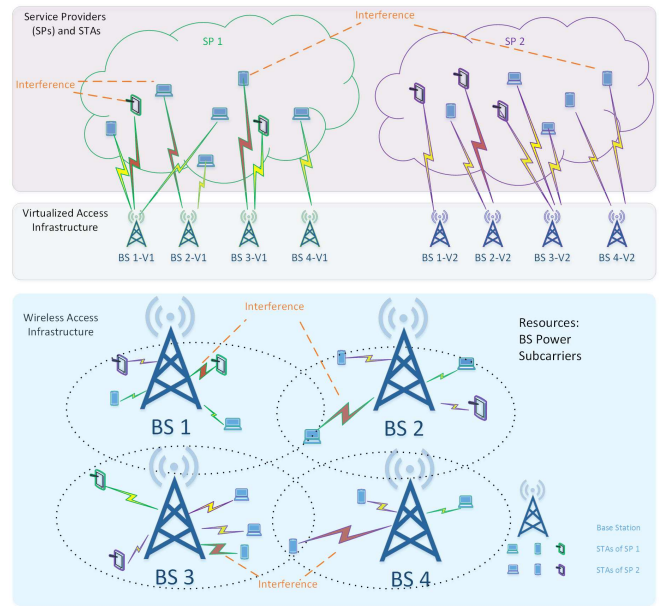 Service Providers
(SPs) and STAs
Interference
SP 1
SP 2
Interference
Virtualized Access
Infrastructure
BS 1-V1
BS 2-V1
BS 3-V1
BS 4-V1
BS 1-V2
BS 2-V2
BS 3-V2
BS 4-V2
Wireless Access
Infrastructure
Interference
Resources:
BS Power
Subcarriers
BS 1
BS 2
BS 3
BS 4
Interference
Base Station
STAs of SP 1
STAs of SP 2